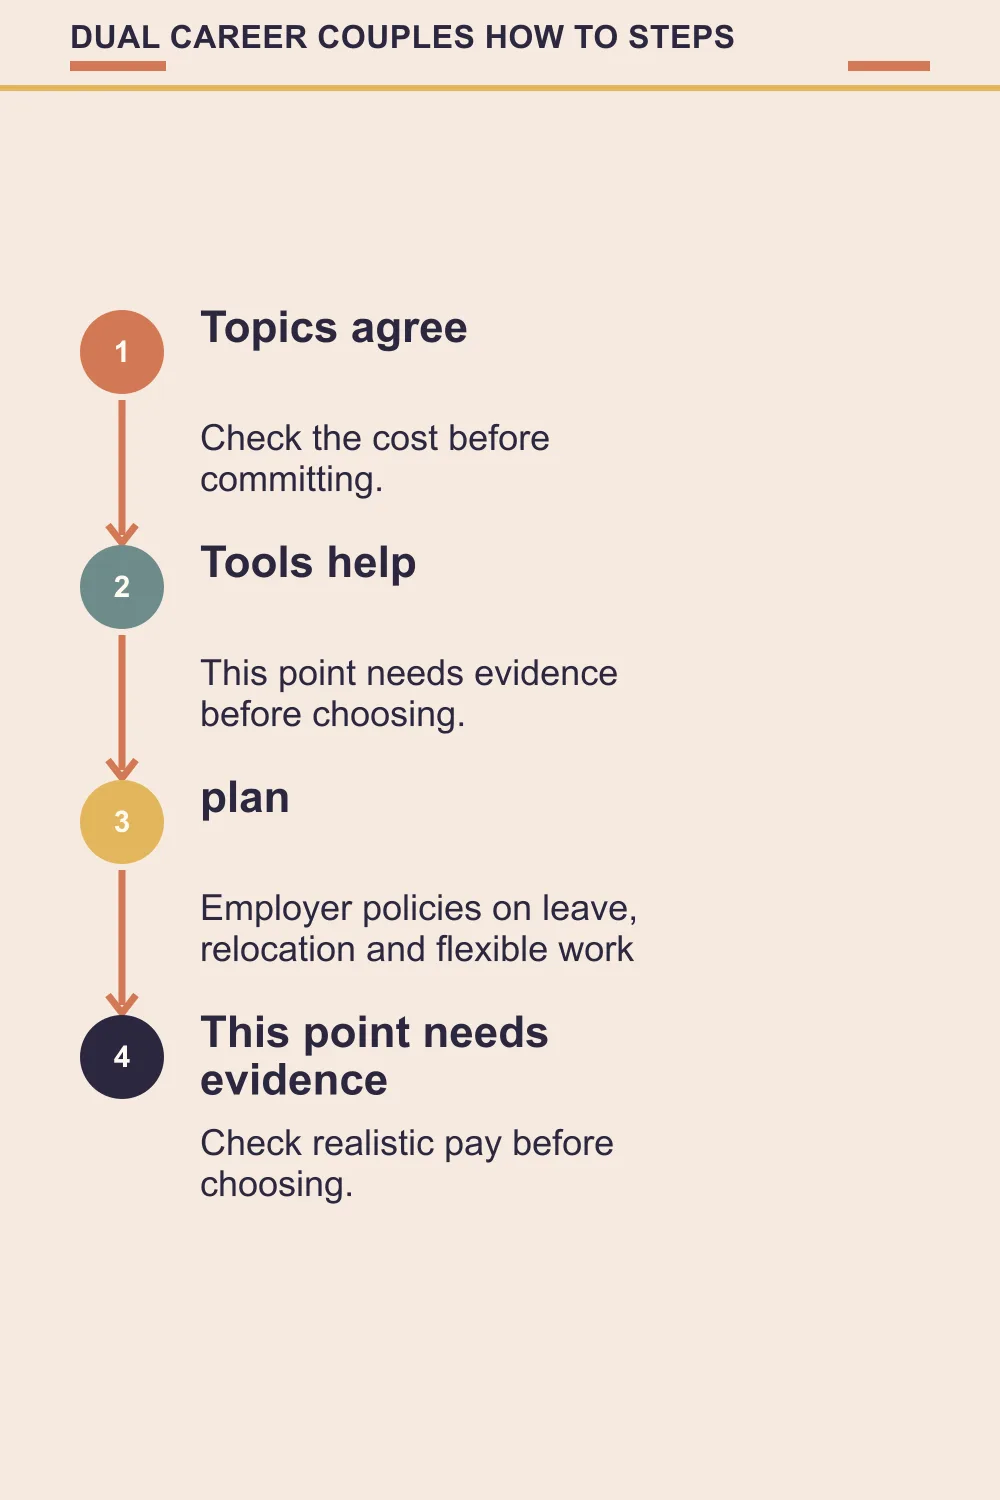 DUAL CAREER COUPLES HOW TO STEPS
1
Topics agree
Check the cost before
committing.
2
Tools help
This point needs evidence
before choosing.
3
plan
Employer policies on leave,
relocation and flexible work
4
This point needs
evidence
Check realistic pay before
choosing.